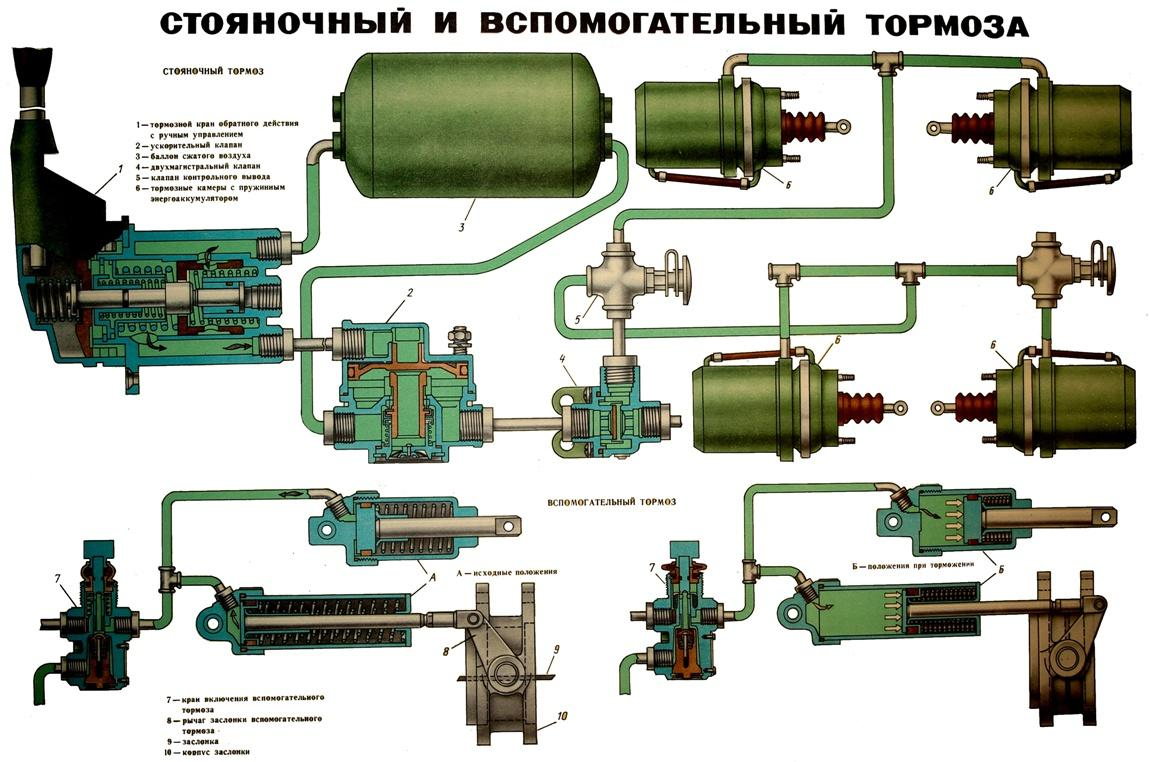 СТОЯНОЧНЫЙ И ВСПОМОГАТЕЛЬНЫЙ ТОРМОЗА
СТОЯНОЧНЫЙ ТОРМОЗ
1—тормозной кран обратного действия
с ручным управлением
2—ускорительный клапан
3—баллон сжатого воздуха
4—двухмагистральный клапан
5—клапан контрольного вывода
6—тормозные камеры с пружинным
энергоаккумулятором
1
2
3
4
5
6
6
6
6
ВСПОМОГАТЕЛЬНЫЙ ТОРМОЗ
А
А—исходные положения
7
8
9
10
7—кран включения вспомогательного
тормоза
8—рычаг заслонки вспомогательного
тормоза
9—заслонка
10—корпус заслонки
Б—положения при торможении
Б
7